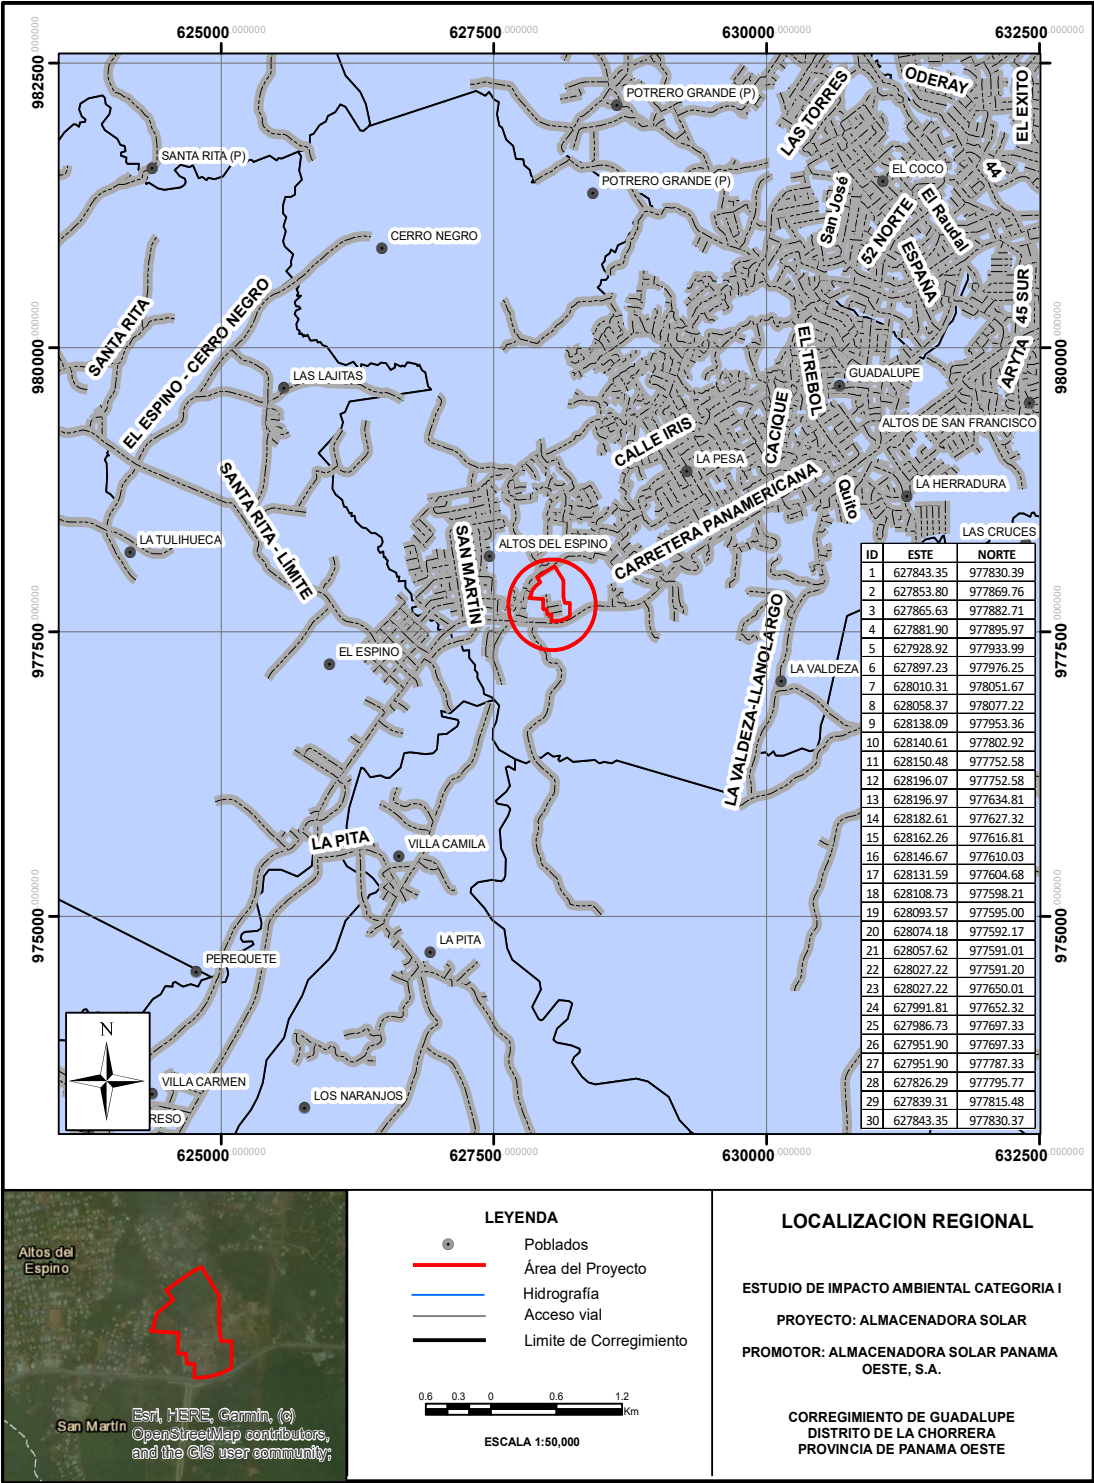 625000.000000 627500.000000 630000.000000 632500.000000
982500.000000
980000.000000
977500.000000
975000.000000
POTRERO GRANDE (P)
LAS TORRES
ODERAY
EL EXITO
SANTA RITA (P)
EL COCO
44
POTRERO GRANDE (P)
San José
52 NORTE
El Raudal
CERRO NEGRO
ESPAÑA
45 SUR
SANTA RITA
EL ESPINO - CERRO NEGRO
EL TREBOL
ARYTA
LAS LAJITAS
GUADALUPE
CACIQUE
ALTOS DE SAN FRANCISCO
CALLE IRIS
LA PESA
CARRETERA PANAMERICANA
Quito
LA HERRADURA
SANTA RITA - LÍMITE
LA TULIHUECA
SAN MARTÍN
ALTOS DEL ESPINO
LAS CRUCES
EL ESPINO
LA VALDEZA-LLANOLARGO
LA VALDEZA
LA PITA
VILLA CAMILA
LA PITA
PEREQUETE
N
VILLA CARMEN
RESO
LOS NARANJOS
980000.000000
977500.000000
975000.000000
ID ESTE NORTE
1 627843.35 977830.39
2 627853.80 977869.76
3 627865.63 977882.71
4 627881.90 977895.97
5 627928.92 977933.99
6 627897.23 977976.25
7 628010.31 978051.67
8 628058.37 978077.22
9 628138.09 977953.36
10 628140.61 977802.92
11 628150.48 977752.58
12 628196.07 977752.58
13 628196.97 977634.81
14 628182.61 977627.32
15 628162.26 977616.81
16 628146.67 977610.03
17 628131.59 977604.68
18 628108.73 977598.21
19 628093.57 977595.00
20 628074.18 977592.17
21 628057.62 977591.01
22 628027.22 977591.20
23 628027.22 977650.01
24 627991.81 977652.32
25 627986.73 977697.33
26 627951.90 977697.33
27 627951.90 977787.33
28 627826.29 977795.77
29 627839.31 977815.48
30 627843.35 977830.37
625000.000000 627500.000000 630000.000000 632500.000000
Altos del
Espino
San Martín
Esri, HERE, Garmin, (c)
OpenStreetMap contributors,
and the GIS user community;
LEYENDA
Poblados
Área del Proyecto
Hidrografía
Acceso vial
Limite de Corregimiento
0.6 0.3 0 0.6 1.2
Km
ESCALA 1:50,000
LOCALIZACION REGIONAL
ESTUDIO DE IMPACTO AMBIENTAL CATEGORIA I
PROYECTO: ALMACENADORA SOLAR
PROMOTOR: ALMACENADORA SOLAR PANAMA
OESTE, S.A.
CORREGIMIENTO DE GUADALUPE
DISTRITO DE LA CHORRERA
PROVINCIA DE PANAMA OESTE